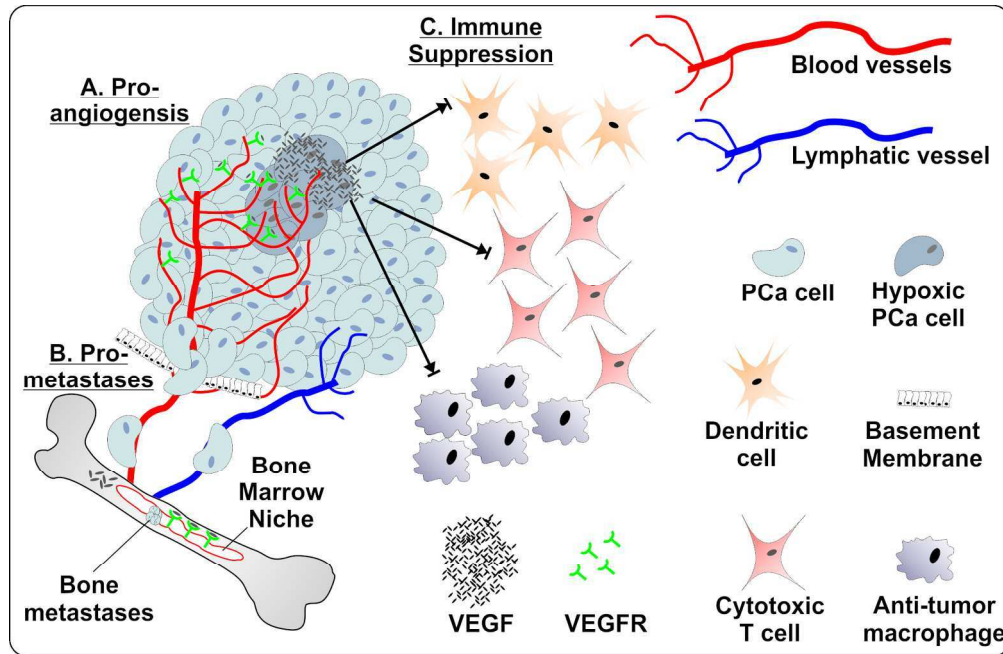 A. Pro-
angiogensis
C. Immune
Suppression
Blood vessels
Lymphatic vessel
PCa cell
Hypoxic
PCa cell
B. Pro-
metastases
Dendritic
cell
Basement
Membrane
Bone
Marrow
Niche
Bone
metastases
VEGF
VEGFR
Cytotoxic
T cell
Anti-tumor
macrophage